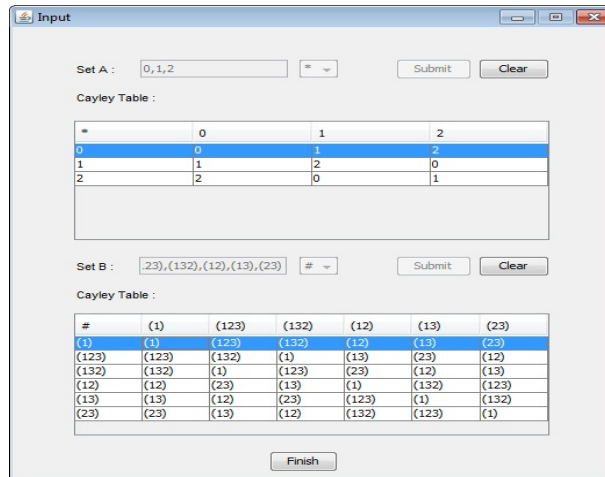 Input
Set A : 0,1,2 * Submit Clear
Cayley Table :
* 0 1 2
0 0 1 2
1 1 2 0
2 2 0 1
Set B : .23),(132),(12),(13),(23) # Submit Clear
Cayley Table :
# (1) (123) (132) (12) (13) (23)
(1) (1) (123) (132) (12) (13) (23)
(123) (123) (132) (1) (13) (23) (12)
(132) (132) (1) (123) (23) (12) (13)
(12) (12) (23) (13) (1) (132) (123)
(13) (13) (12) (23) (123) (1) (132)
(23) (23) (13) (12) (132) (123) (1)
Finish